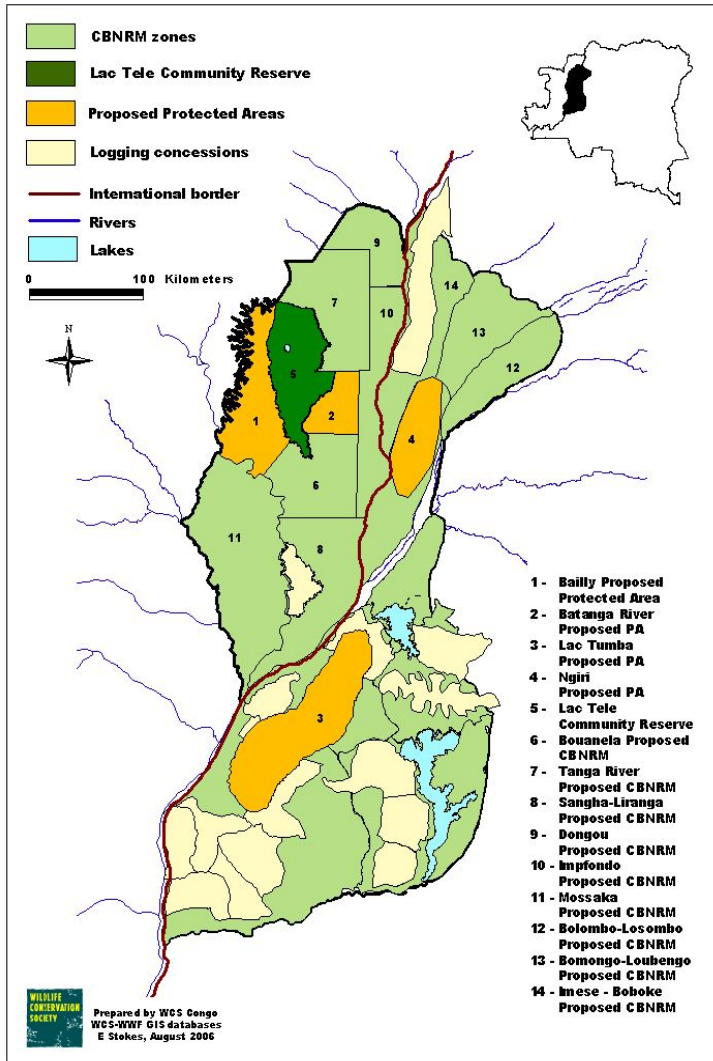 CBNRM zones
Lac Tele Community Reserve
Proposed Protected Areas
Logging concessions
International border
Rivers
Lakes
0 100 Kilometers
N
9
7
10
14
13
12
5
1
2
4
6
11
8
3
1 - Bailly Proposed
Protected Area
2 - Batanga River
Proposed PA
3 - Lac Tumba
Proposed PA
4 - Ngiri
Proposed PA
5 - Lac Tele
Community Reserve
6 - Bouanela Proposed
CBNRM
7 - Tanga River
Proposed CBNRM
8 - Sangha-Liranga
Proposed CBNRM
9 - Dongou
Proposed CBNRM
10 - Impfondo
Proposed CBNRM
11 - Mossaka
Proposed CBNRM
12 - Bolombo-Losombo
Proposed CBNRM
13 - Bomongo-Loubengo
Proposed CBNRM
14 - Imese - Boboke
Proposed CBNRM
WILDLIFE
CONSERVATION
SOCIETY
Prepared by WCS Congo
WCS-WWF GIS databases
E Stokes, August 2006